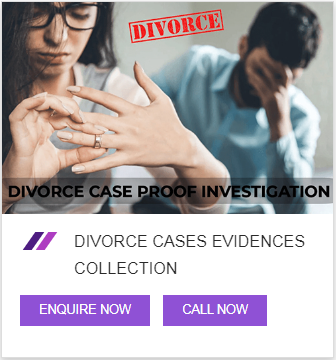 DIVORCE
DIVORCE CASE PROOF INVESTIGATION
DIVORCE CASES EVIDENCES
COLLECTION
ENQUIRE NOW
CALL NOW